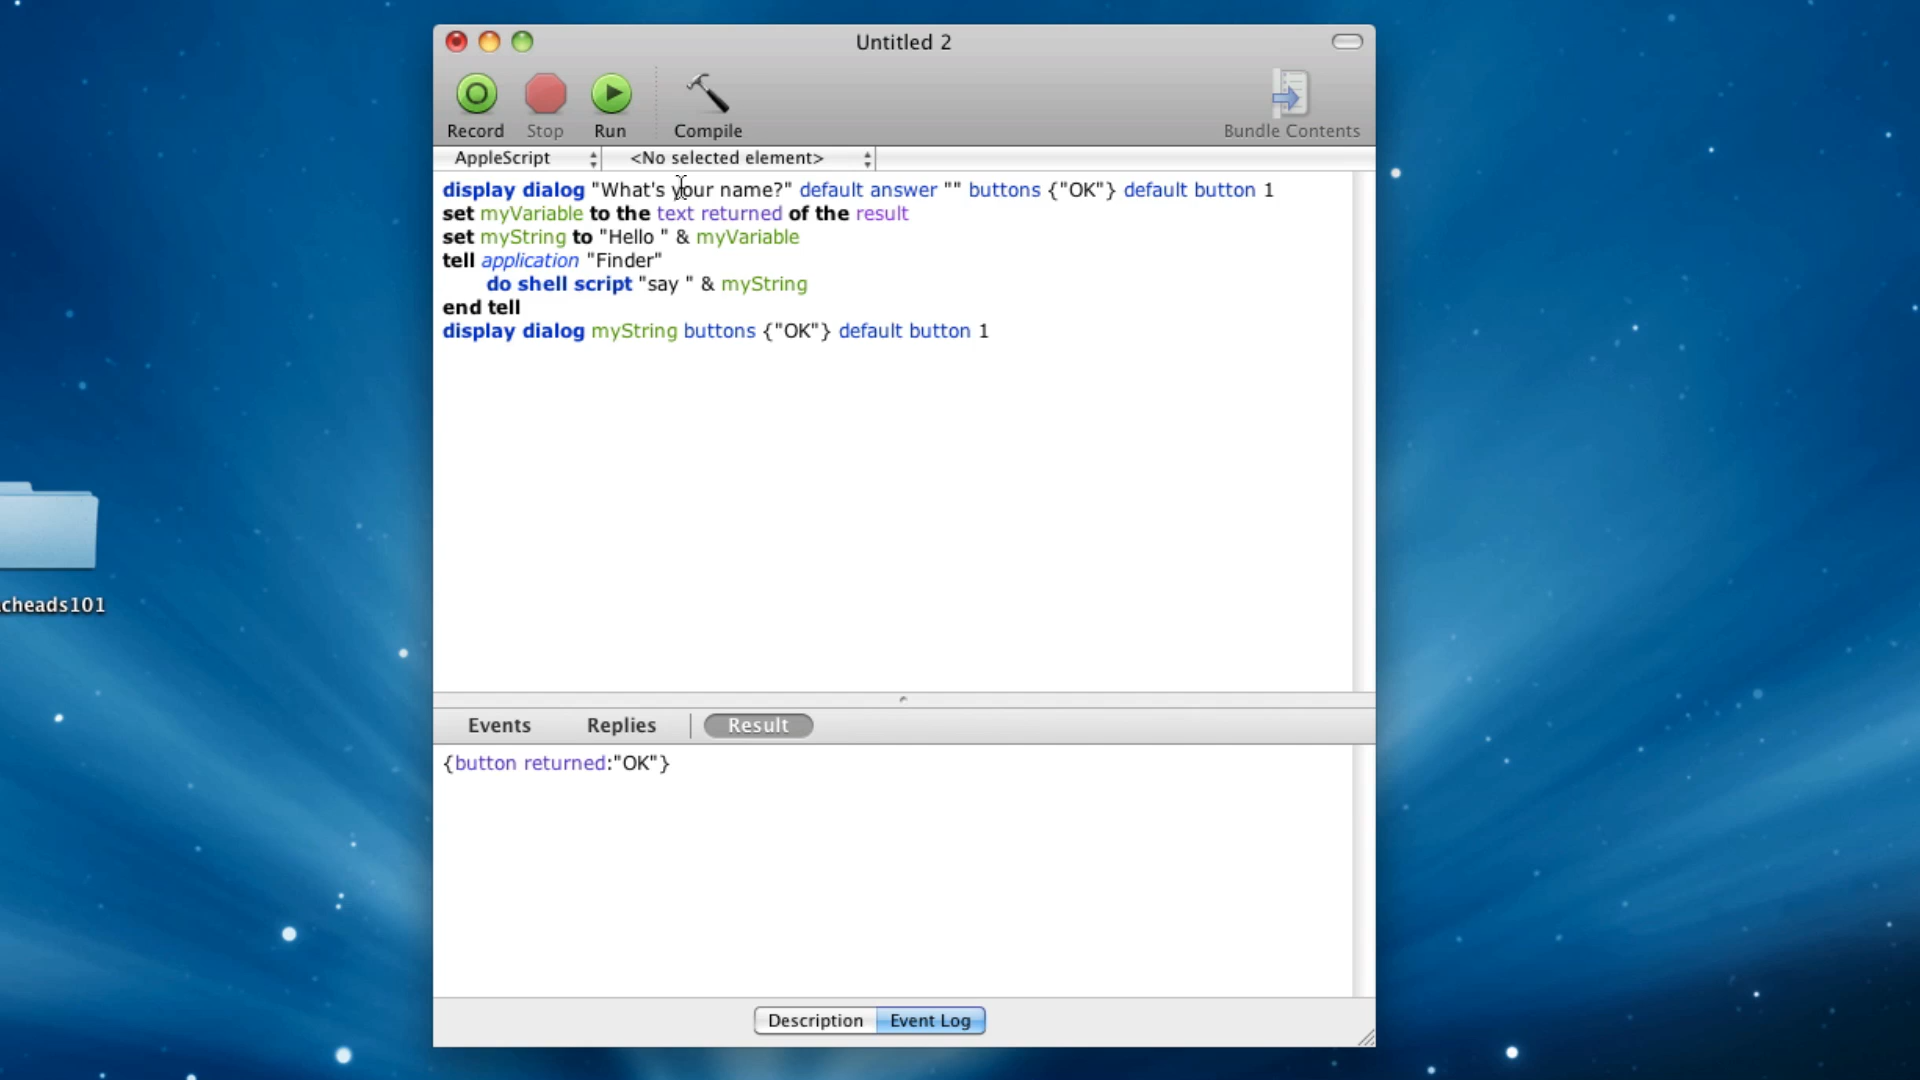 Untitled 2
Record Stop Run Compile Bundle Contents
AppleScript <No selected element>
display dialog "What's your name?" default answer "" buttons {"OK"} default button 1
set myVariable to the text returned of the result
set myString to "Hello " & myVariable
tell application "Finder"
do shell script "say " & myString
end tell
display dialog myString buttons {"OK"} default button 1
cheads101
Events Replies Result
{button returned:"OK"}
Description Event Log